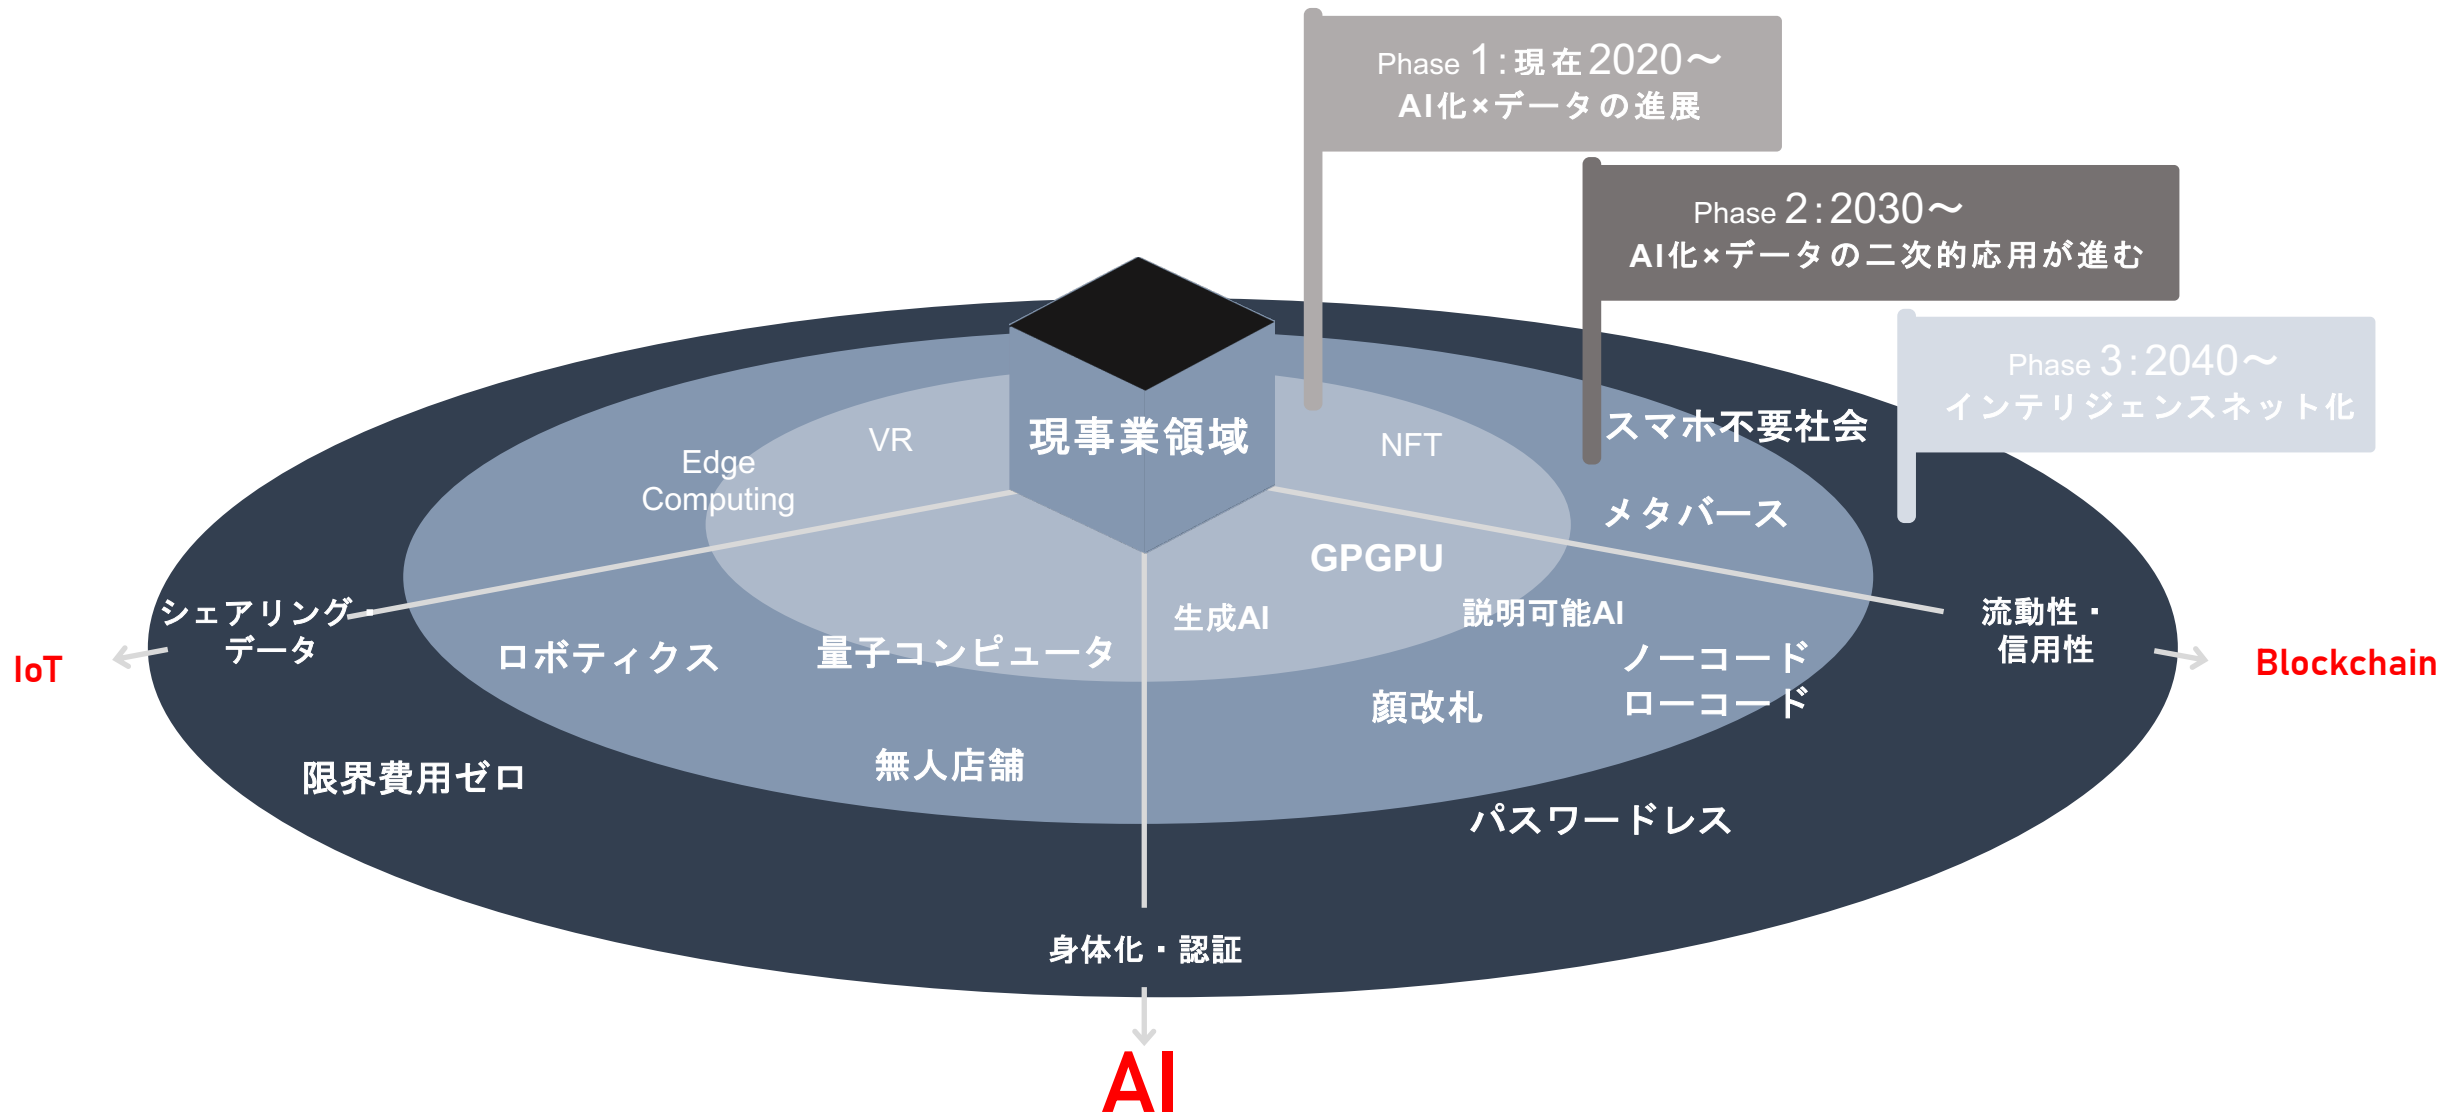 Phase 1：現在2020～
AI化×データの進展
Phase 2：2030～
AI化×データの二次的応用が進む
Phase 3：2040～
インテリジェンスネット化
現事業領域
VR
NFT
Edge
Computing
スマホ不要社会
メタバース
GPGPU
生成AI
説明可能AI
シェアリング・
データ
流動性・
信用性
IoT
Blockchain
ロボティクス
量子コンピュータ
ノーコード
ローコード
顔改札
無人店舗
限界費用ゼロ
パスワードレス
身体化・認証
AI